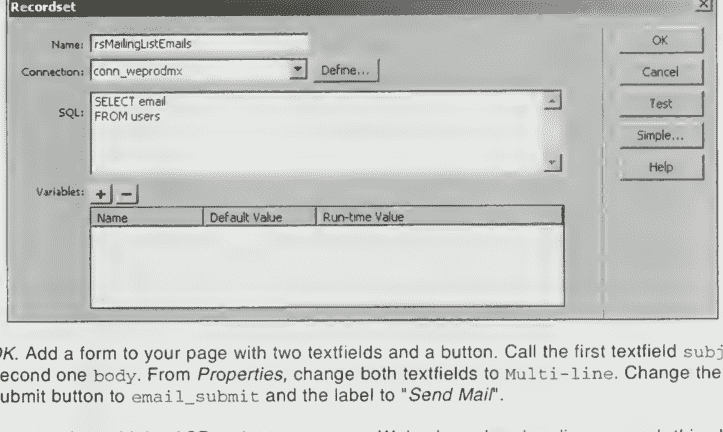 Recordset
Name: rsMailingListEmails
OK
Connection: conn_weprodmx Define...
Cancel
SQL: SELECT email
FROM users
Test
Simple...
Help
Variables: + −
Name Default Value Run-time Value
OK. Add a form to your page with two textfields and a button. Call the first textfield subj
second one body. From Properties, change both textfields to Multi-line. Change the
submit button to email_submit and the label to "Send Mail".